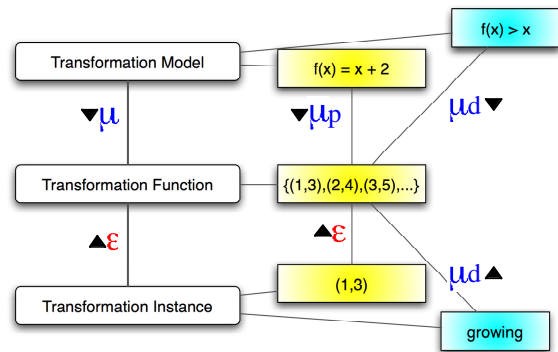 f(x) > x
Transformation Model
f(x) = x + 2
▼μ
▼μp
μd▼
Transformation Function
{(1,3),(2,4),(3,5),...}
▲ε
▲ε
μd▲
(1,3)
Transformation Instance
growing